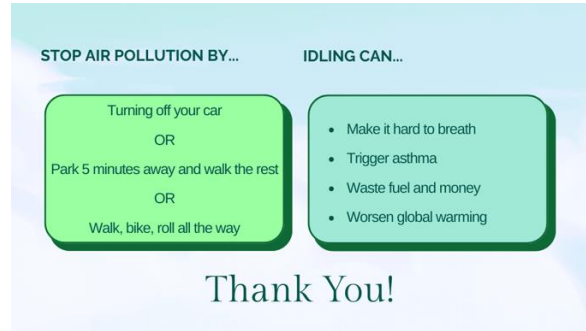 STOP AIR POLLUTION BY...
Turning off your car
OR
Park 5 minutes away and walk the rest
OR
Walk, bike, roll all the way
IDLING CAN...
• Make it hard to breath
• Trigger asthma
• Waste fuel and money
• Worsen global warming
Thank You!